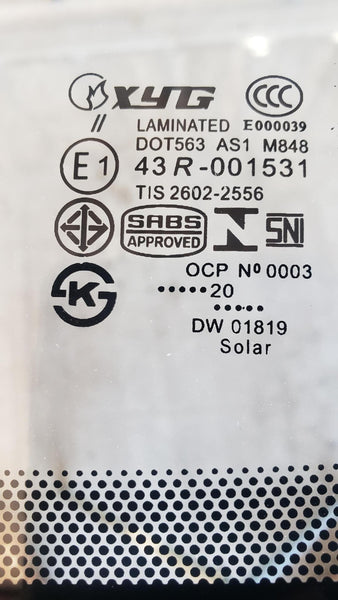 XYG CCC
// LAMINATED E000039
DOT563 AS1 M848
E1 43R-001531
TIS 2602-2556
SABS APPROVED N SNI
OCP Nº 0003
K
•••••20
•••••
DW 01819
Solar